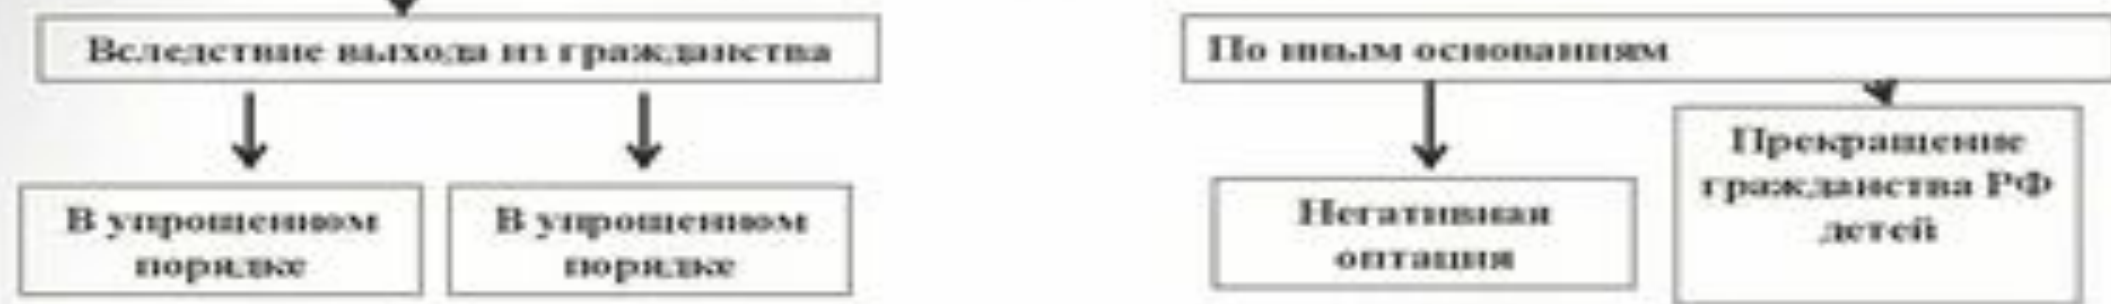 Вследствие выхода из гражданства
По иным основаниям
В упрощенном
порядке
В упрощенном
порядке
Негативная
оптация
Прекращение
гражданства РФ
детей